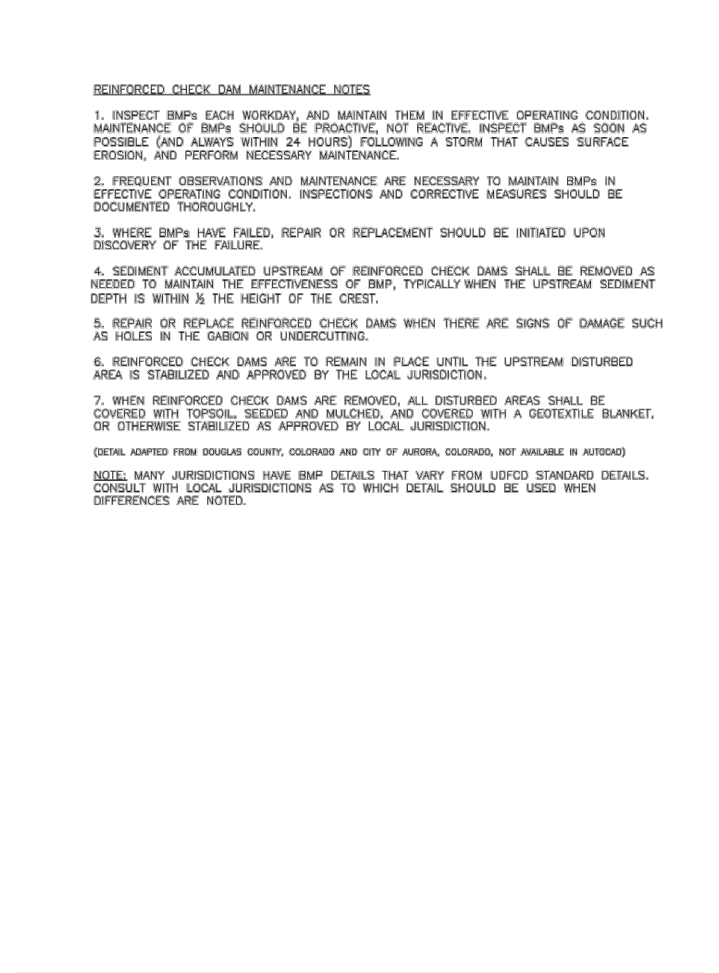 REINFORCED CHECK DAM MAINTENANCE NOTES
1. INSPECT BMPs EACH WORKDAY, AND MAINTAIN THEM IN EFFECTIVE OPERATING CONDITION.
MAINTENANCE OF BMPs SHOULD BE PROACTIVE, NOT REACTIVE. INSPECT BMPs AS SOON AS
POSSIBLE (AND ALWAYS WITHIN 24 HOURS) FOLLOWING A STORM THAT CAUSES SURFACE
EROSION, AND PERFORM NECESSARY MAINTENANCE.
2. FREQUENT OBSERVATIONS AND MAINTENANCE ARE NECESSARY TO MAINTAIN BMPs IN
EFFECTIVE OPERATING CONDITION. INSPECTIONS AND CORRECTIVE MEASURES SHOULD BE
DOCUMENTED THOROUGHLY.
3. WHERE BMPs HAVE FAILED, REPAIR OR REPLACEMENT SHOULD BE INITIATED UPON
DISCOVERY OF THE FAILURE.
4. SEDIMENT ACCUMULATED UPSTREAM OF REINFORCED CHECK DAMS SHALL BE REMOVED AS
NEEDED TO MAINTAIN THE EFFECTIVENESS OF BMP, TYPICALLY WHEN THE UPSTREAM SEDIMENT
DEPTH IS WITHIN ½ THE HEIGHT OF THE CREST.
5. REPAIR OR REPLACE REINFORCED CHECK DAMS WHEN THERE ARE SIGNS OF DAMAGE SUCH
AS HOLES IN THE GABION OR UNDERCUTTING.
6. REINFORCED CHECK DAMS ARE TO REMAIN IN PLACE UNTIL THE UPSTREAM DISTURBED
AREA IS STABILIZED AND APPROVED BY THE LOCAL JURISDICTION.
7. WHEN REINFORCED CHECK DAMS ARE REMOVED, ALL DISTURBED AREAS SHALL BE
COVERED WITH TOPSOIL, SEEDED AND MULCHED, AND COVERED WITH A GEOTEXTILE BLANKET,
OR OTHERWISE STABILIZED AS APPROVED BY LOCAL JURISDICTION.
(DETAIL ADAPTED FROM DOUGLAS COUNTY, COLORADO AND CITY OF AURORA, COLORADO, NOT AVAILABLE IN AUTOCAD)
NOTE: MANY JURISDICTIONS HAVE BMP DETAILS THAT VARY FROM UDFCD STANDARD DETAILS.
CONSULT WITH LOCAL JURISDICTIONS AS TO WHICH DETAIL SHOULD BE USED WHEN
DIFFERENCES ARE NOTED.